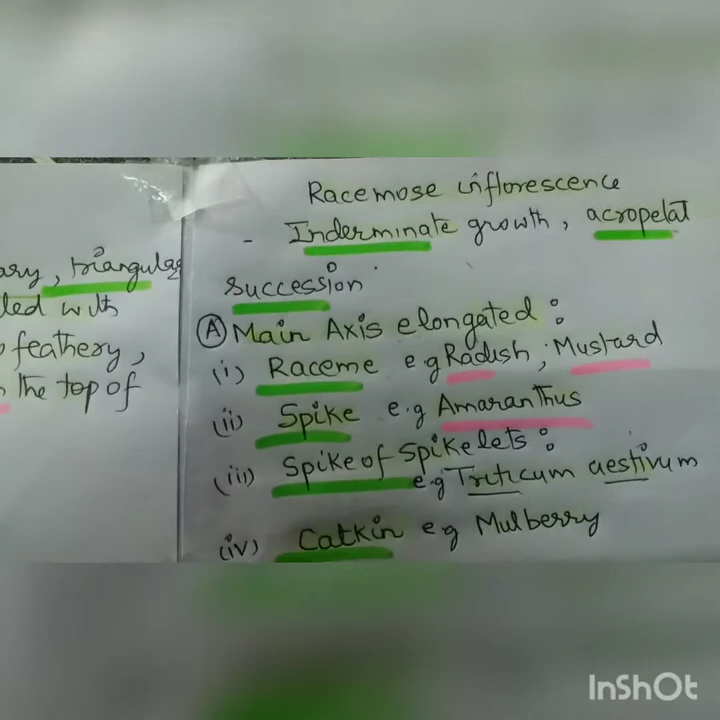 ary, triangular
led with
feathery,
the top of
Racemose inflorescence
- Inderminate growth, acropelat
succession
(A) Main Axis elongated :
(i) Raceme e g Radish, Mustard
(ii) Spike e.g Amaranthus
(iii) Spike of Spikelets :
e.g Triticum aestivum
(iv) Catkin e g Mulberry
InShOt